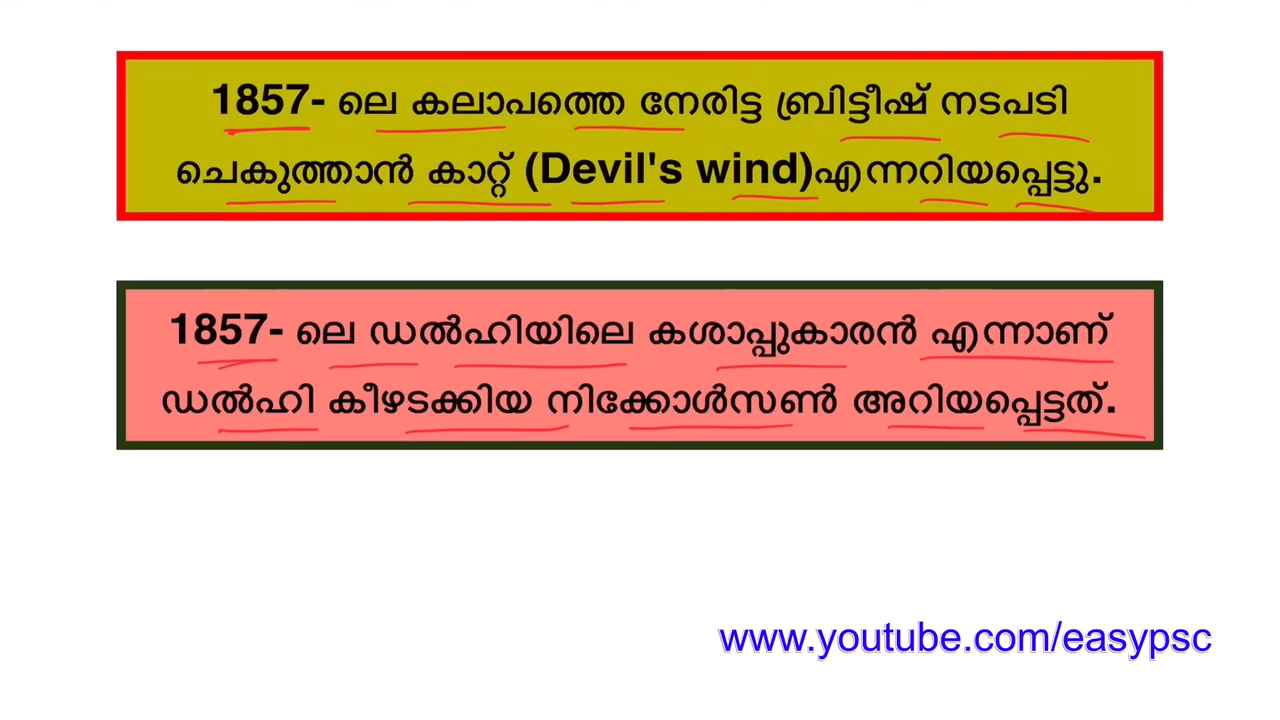 1857- ലെ കലാപത്തെ നേരിട്ട ബ്രിട്ടീഷ് നടപടി
ചെകുത്താൻ കാറ്റ് (Devil's wind)എന്നറിയപ്പെട്ടു.
1857- ലെ ഡൽഹിയിലെ കശാപ്പുകാരൻ എന്നാണ്
ഡൽഹി കീഴടക്കിയ നിക്കോൾസൺ അറിയപ്പെട്ടത്.
www.youtube.com/easypsc